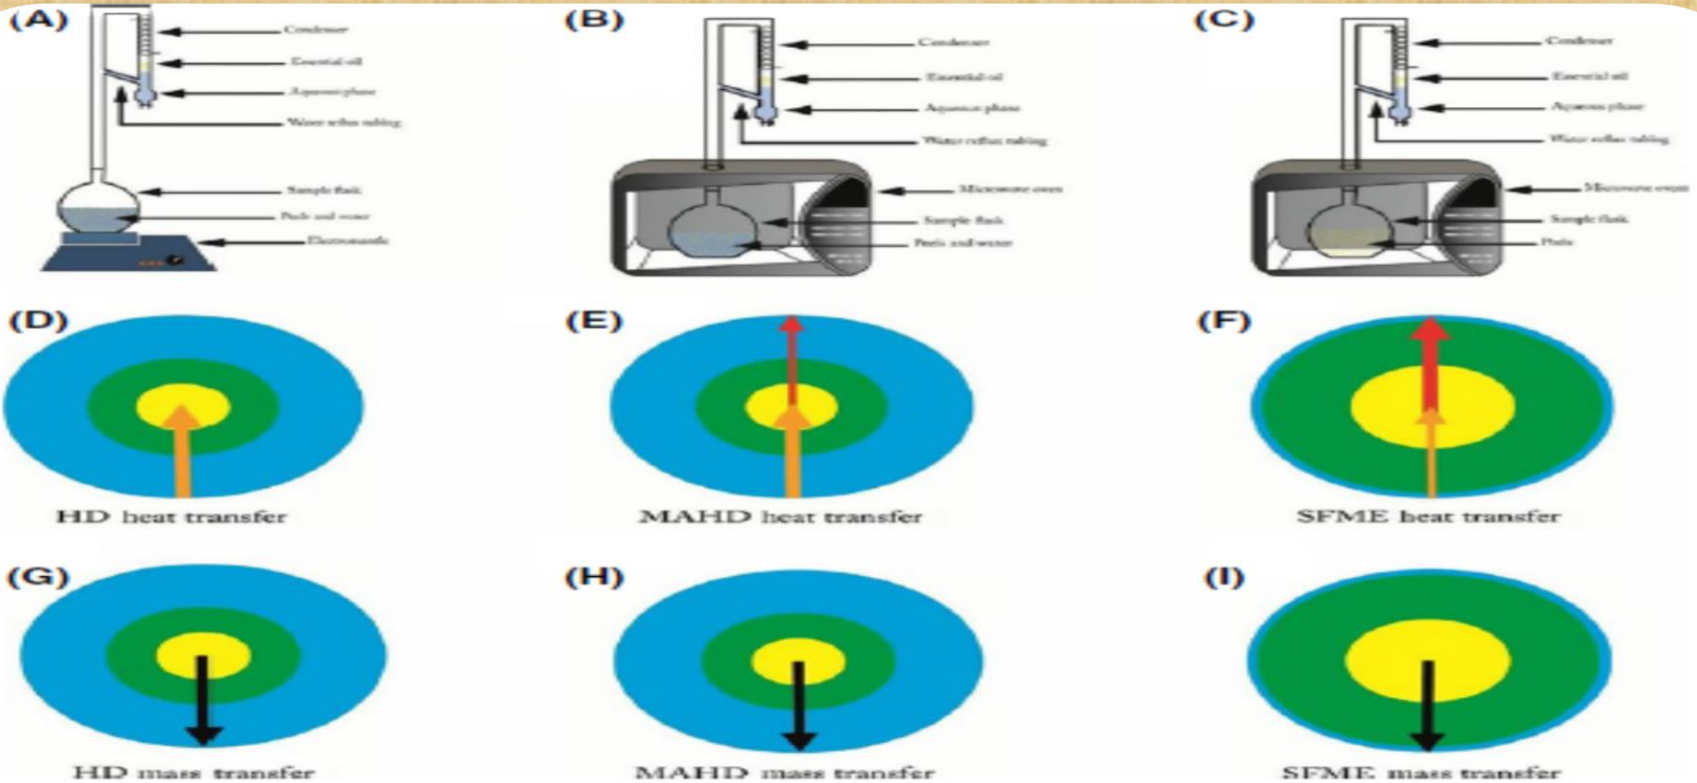 (A)
Condenser
Essential oil
Aqueous phase
Water reflux tubing
Sample flask
Peels and water
Electromantle
(B)
Condenser
Essential oil
Aqueous phase
Water reflux tubing
Microwave oven
Sample flask
Peels and water
(C)
Condenser
Essential oil
Aqueous phase
Water reflux tubing
Microwave oven
Sample flask
Peels
(D)
HD heat transfer
(E)
MAHD heat transfer
(F)
SFME heat transfer
(G)
HD mass transfer
(H)
MAHD mass transfer
(I)
SFME mass transfer